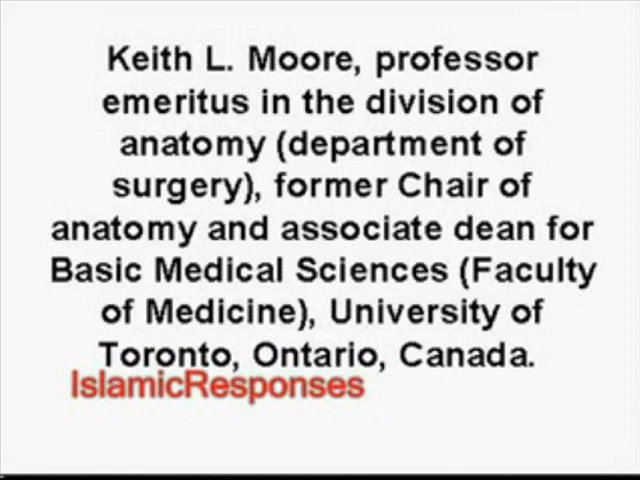 Keith L. Moore, professor
emeritus in the division of
anatomy (department of
surgery), former Chair of
anatomy and associate dean for
Basic Medical Sciences (Faculty
of Medicine), University of
Toronto, Ontario, Canada.
IslamicResponses